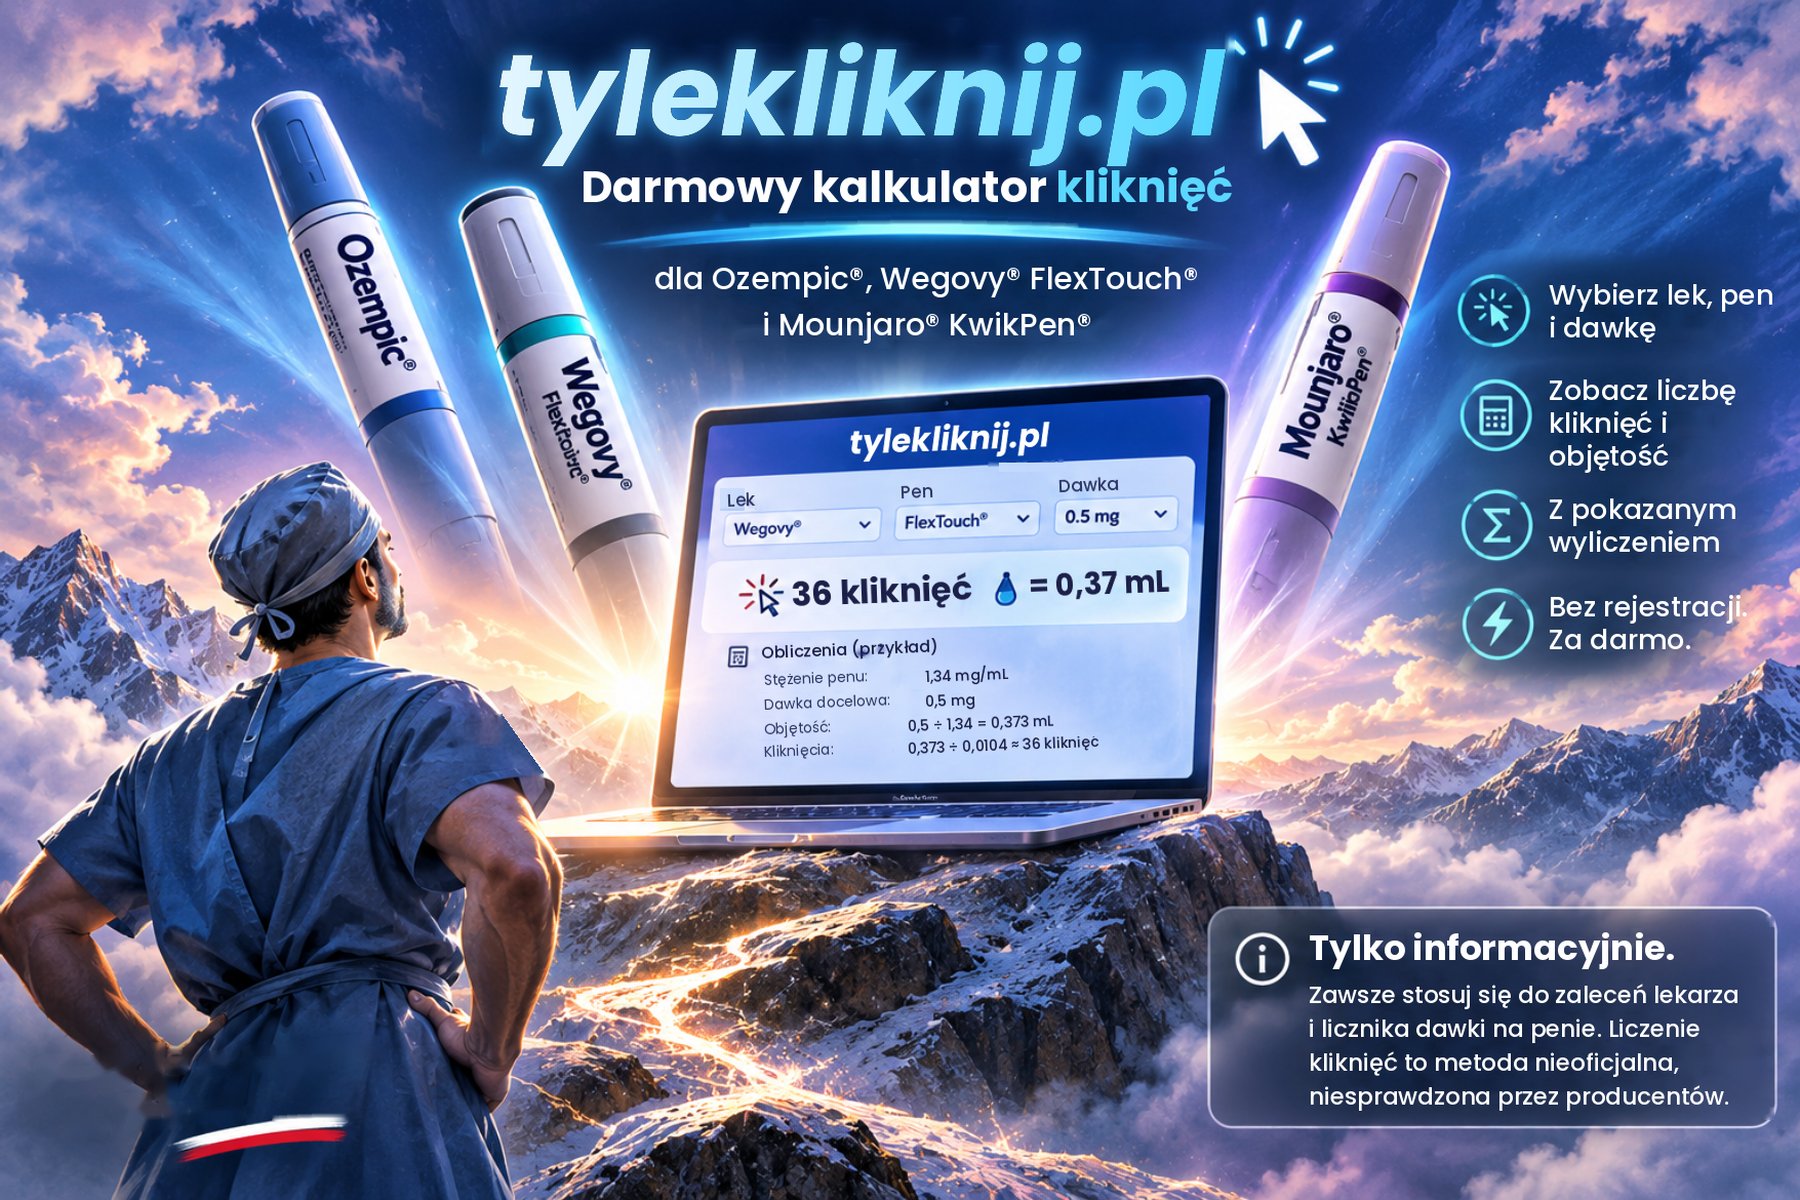 tylekliknij.pl
Darmowy kalkulator kliknięć
dla Ozempic®, Wegovy® FlexTouch®
i Mounjaro® KwikPen®
Ozempic®
Wegovy®
Mounjaro®
Wybierz lek, pen
i dawkę
Zobacz liczbę
kliknięć i
objętość
Z pokazanym
wyliczeniem
Bez rejestracji.
Za darmo.
tylekliknij.pl
Lek Pen Dawka
Wegovy® FlexTouch® 0.5 mg
36 kliknięć = 0,37 mL
Obliczenia (przykład)
Stężenie penu: 1,34 mg/mL
Dawka docelowa: 0,5 mg
Objętość: 0,5 ÷ 1,34 = 0,373 mL
Kliknięcia: 0,373 ÷ 0,0104 ≈ 36 kliknięć
Tylko informacyjnie.
Zawsze stosuj się do zaleceń lekarza
i licznika dawki na penie. Liczenie
kliknięć to metoda nieoficjalna,
niesprawdzona przez producentów.